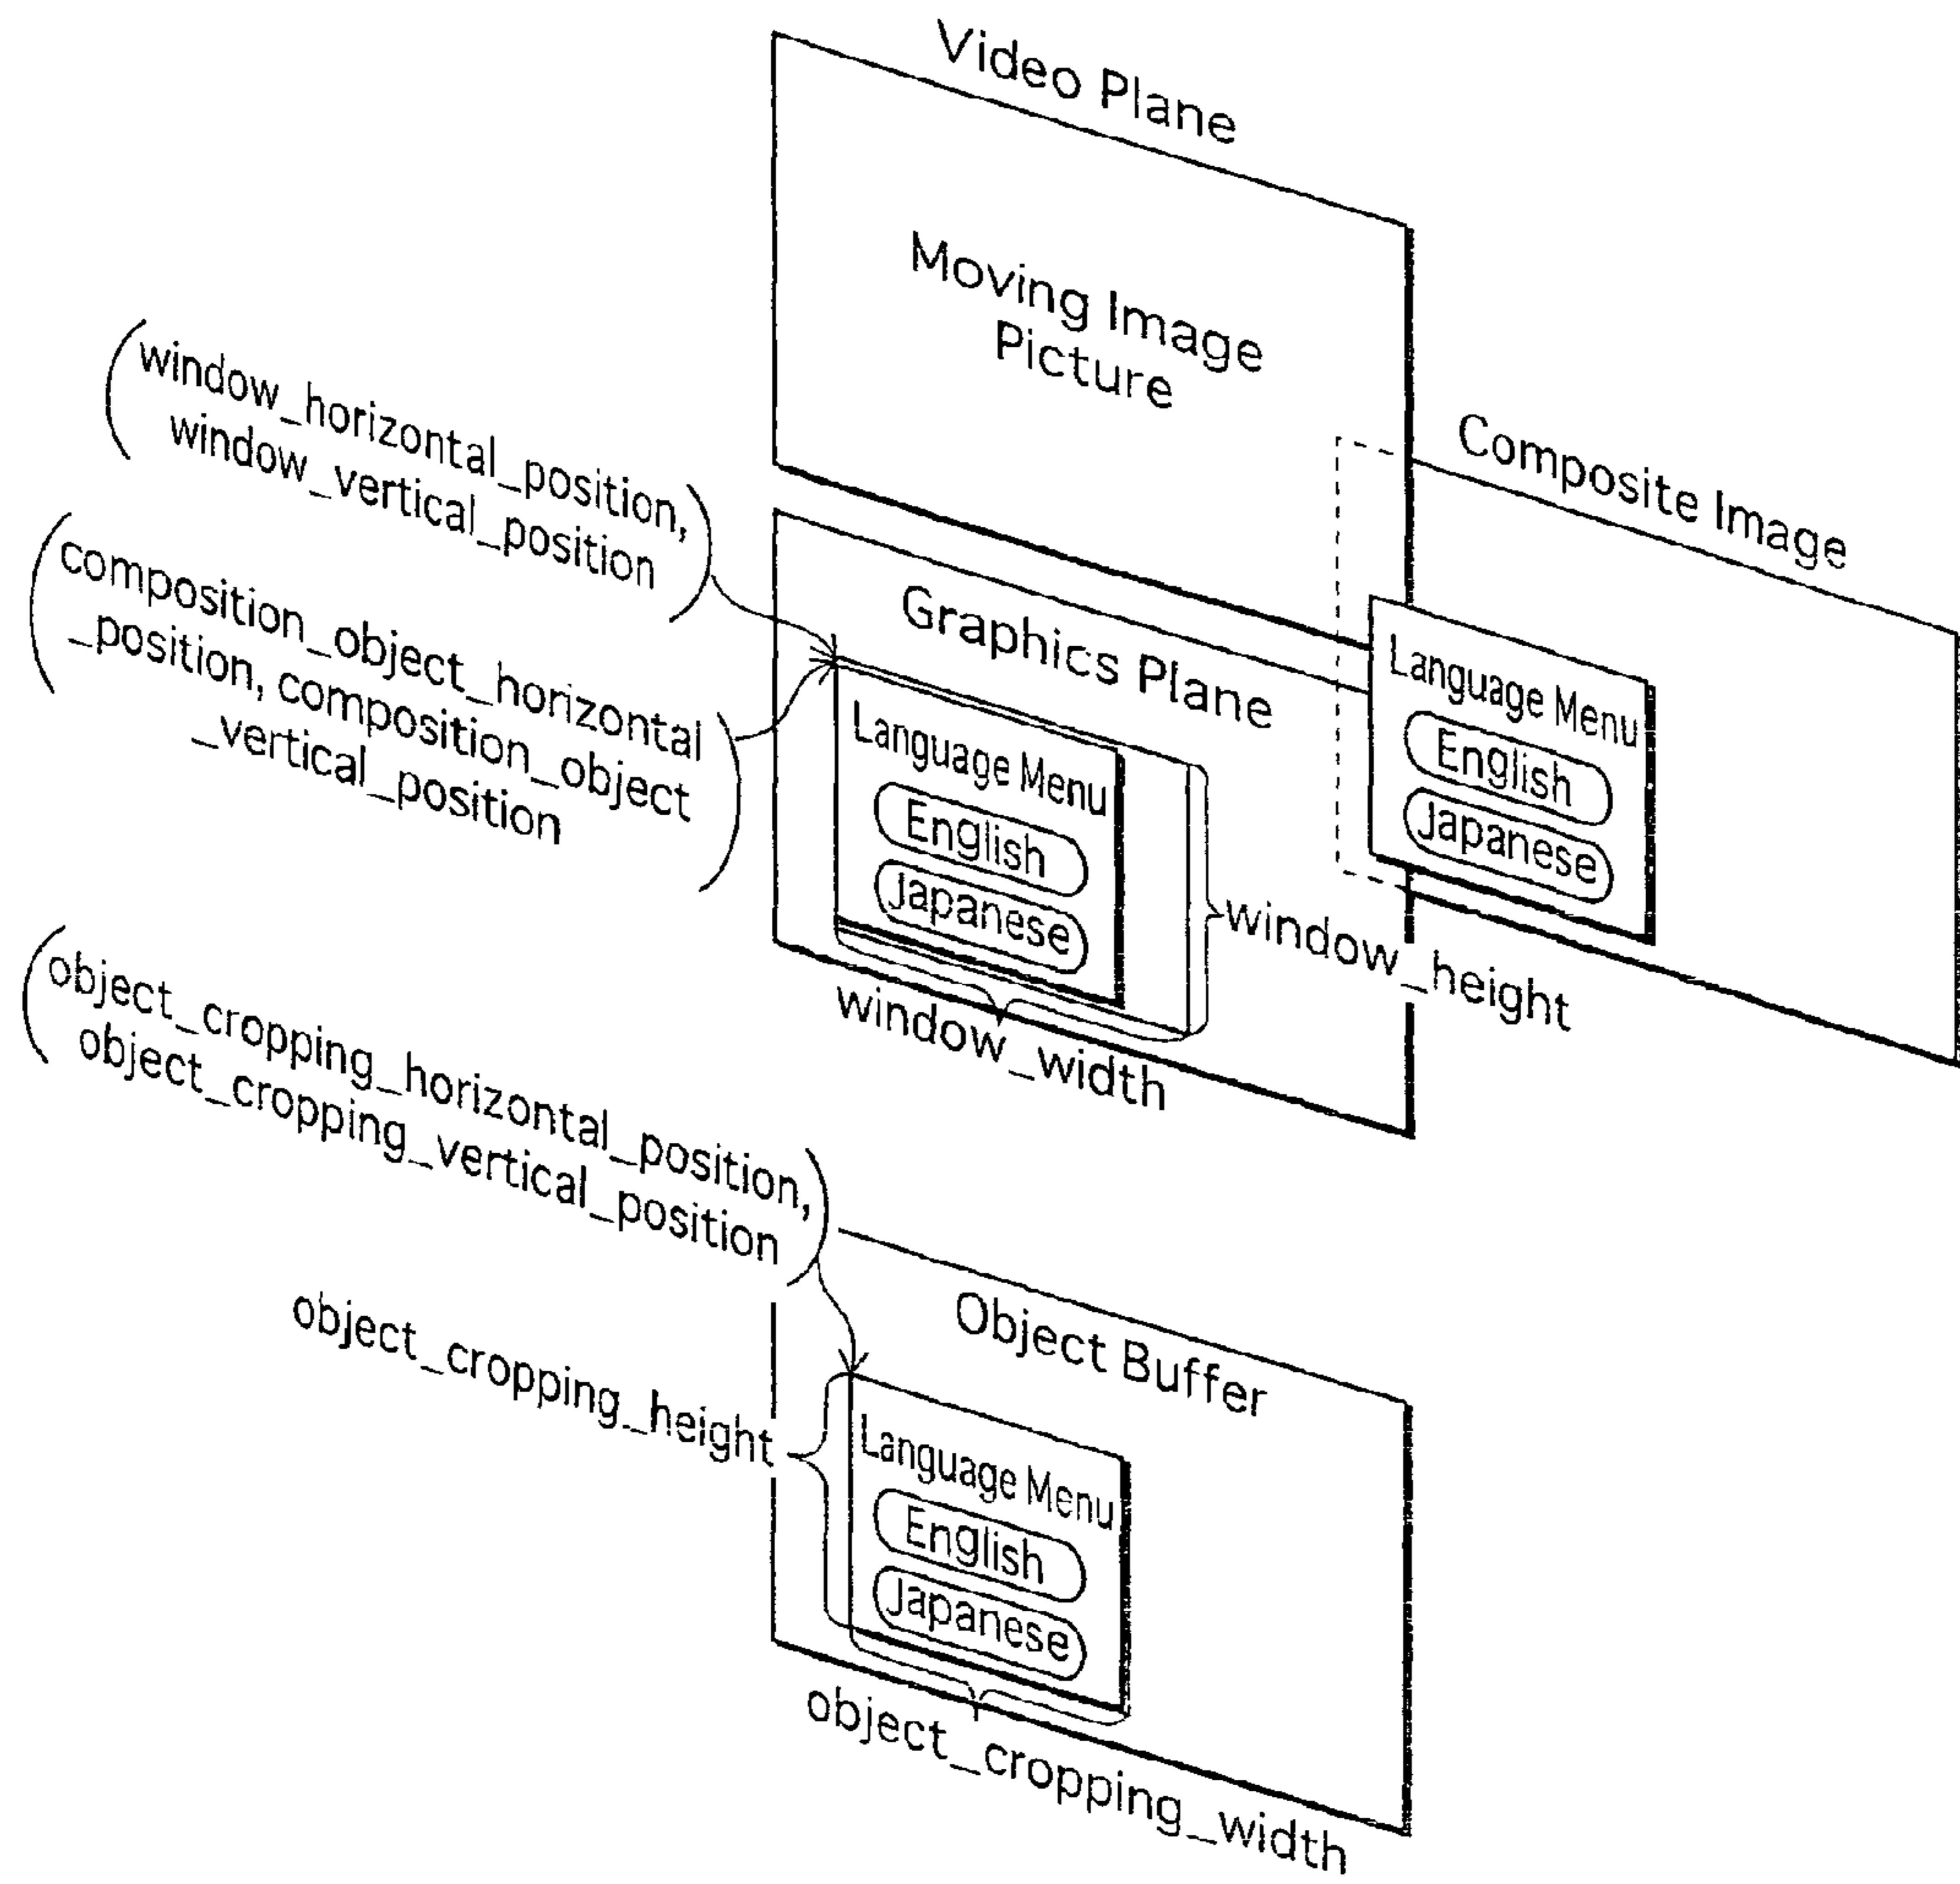 Video Plane
Moving Image
Picture
(window_horizontal_position,
window_vertical_position)
Composite Image
(composition_object_horizontal
_position, composition_object
_vertical_position)
Graphics Plane
Language Menu
English
Japanese
Language Menu
English
Japanese
window_height
window_width
(object_cropping_horizontal_position,
object_cropping_vertical_position)
Object Buffer
object_cropping_height
Language Menu
English
Japanese
object_cropping_width